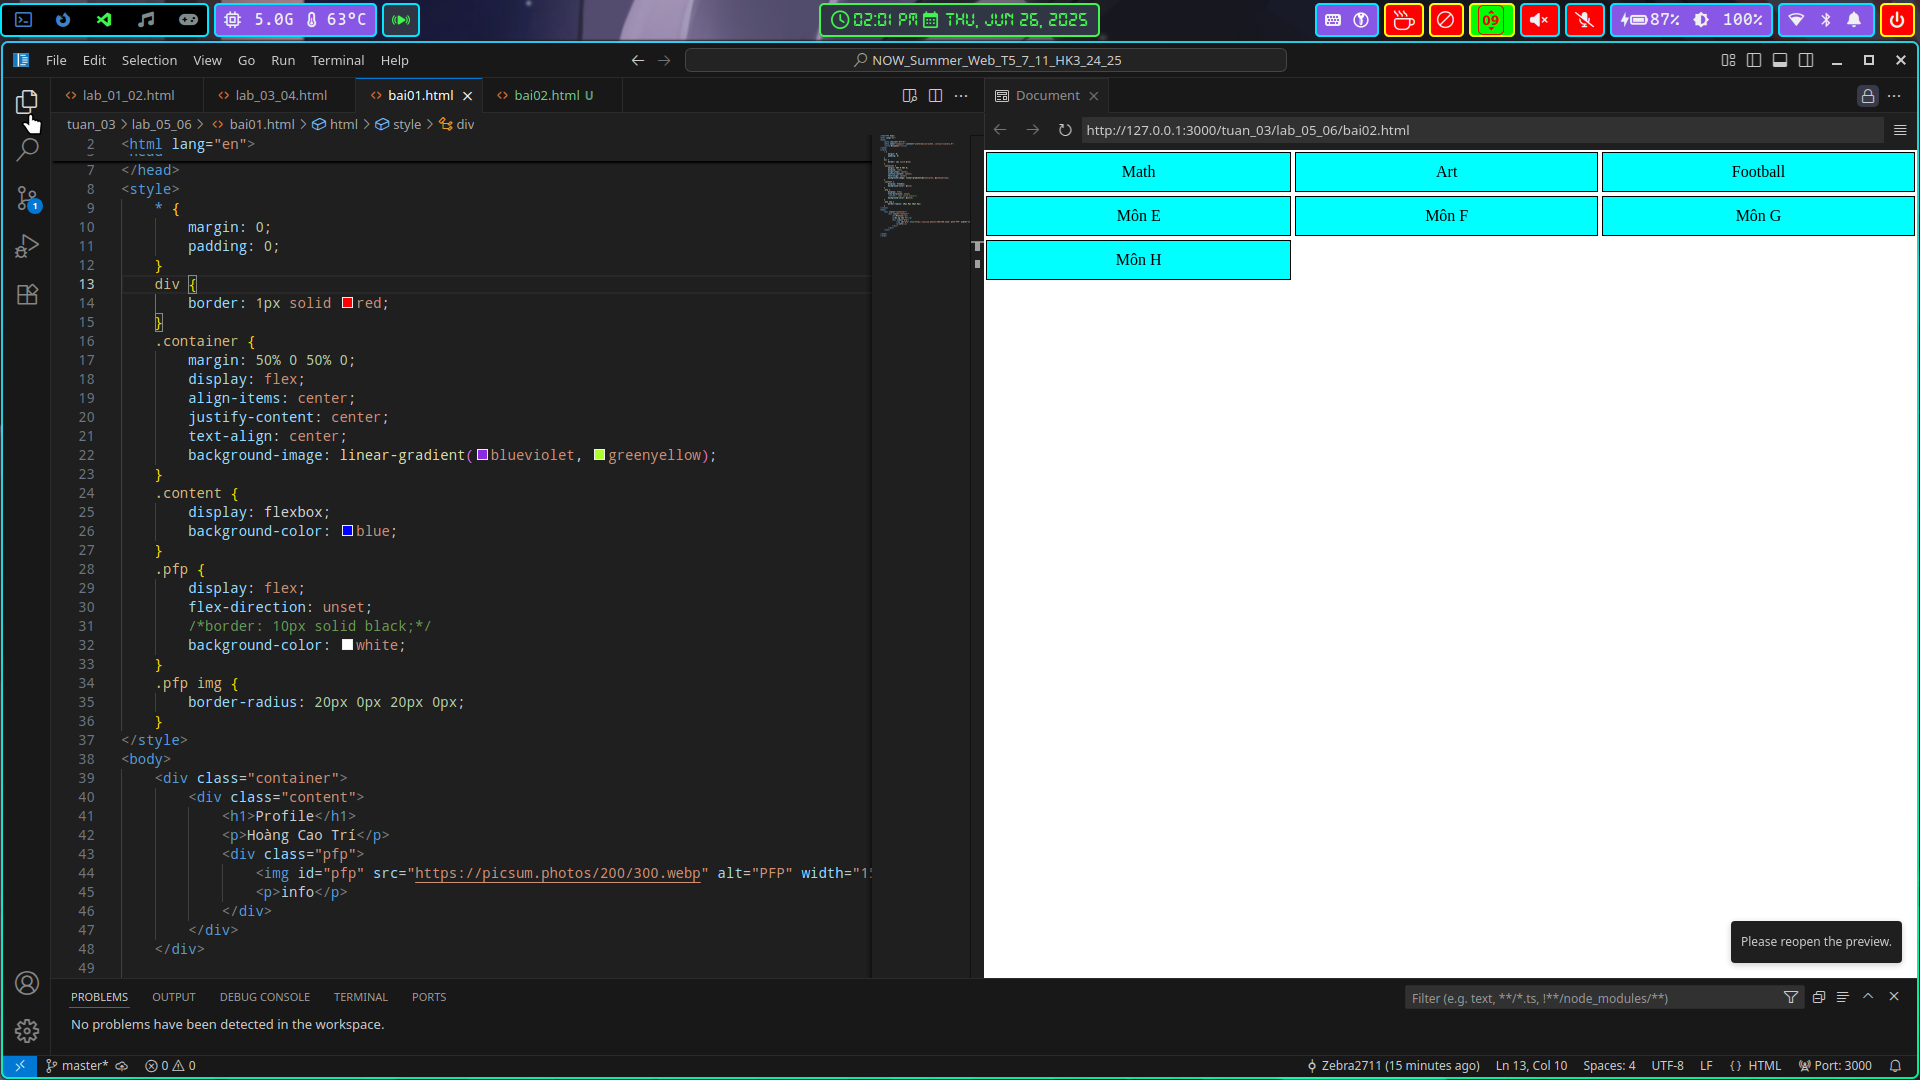 5.0G 63°C
02:01 PM THU, JUN 26, 2025
09
87% 100%
File Edit Selection View Go Run Terminal Help
NOW_Summer_Web_T5_7_11_HK3_24_25
lab_01_02.html lab_03_04.html bai01.html bai02.html U
Document
tuan_03 > lab_05_06 > bai01.html > html > style > div
http://127.0.0.1:3000/tuan_03/lab_05_06/bai02.html
2 <html lang="en">
7 </head>
8 <style>
9 * {
10 margin: 0;
11 padding: 0;
12 }
13 div {
14 border: 1px solid red;
15 }
16 .container {
17 margin: 50% 0 50% 0;
18 display: flex;
19 align-items: center;
20 justify-content: center;
21 text-align: center;
22 background-image: linear-gradient(blueviolet, greenyellow);
23 }
24 .content {
25 display: flexbox;
26 background-color: blue;
27 }
28 .pfp {
29 display: flex;
30 flex-direction: unset;
31 /*border: 10px solid black;*/
32 background-color: white;
33 }
34 .pfp img {
35 border-radius: 20px 0px 20px 0px;
36 }
37 </style>
38 <body>
39 <div class="container">
40 <div class="content">
41 <h1>Profile</h1>
42 <p>Hoàng Cao Trí</p>
43 <div class="pfp">
44 <img id="pfp" src="https://picsum.photos/200/300.webp" alt="PFP" width="15
45 <p>info</p>
46 </div>
47 </div>
48 </div>
49
Math Art Football
Môn E Môn F Môn G
Môn H
Please reopen the preview.
PROBLEMS OUTPUT DEBUG CONSOLE TERMINAL PORTS
Filter (e.g. text, **/*.ts, !**/node_modules/**)
No problems have been detected in the workspace.
master* 0 0
Zebra2711 (15 minutes ago) Ln 13, Col 10 Spaces: 4 UTF-8 LF {} HTML Port: 3000
1